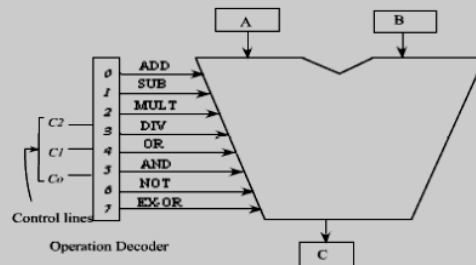 A
B
0 ADD
1 SUB
2 MULT
3 DIV
4 OR
5 AND
6 NOT
7 EX-OR
C2
C1
Co
Control lines
Operation Decoder
C